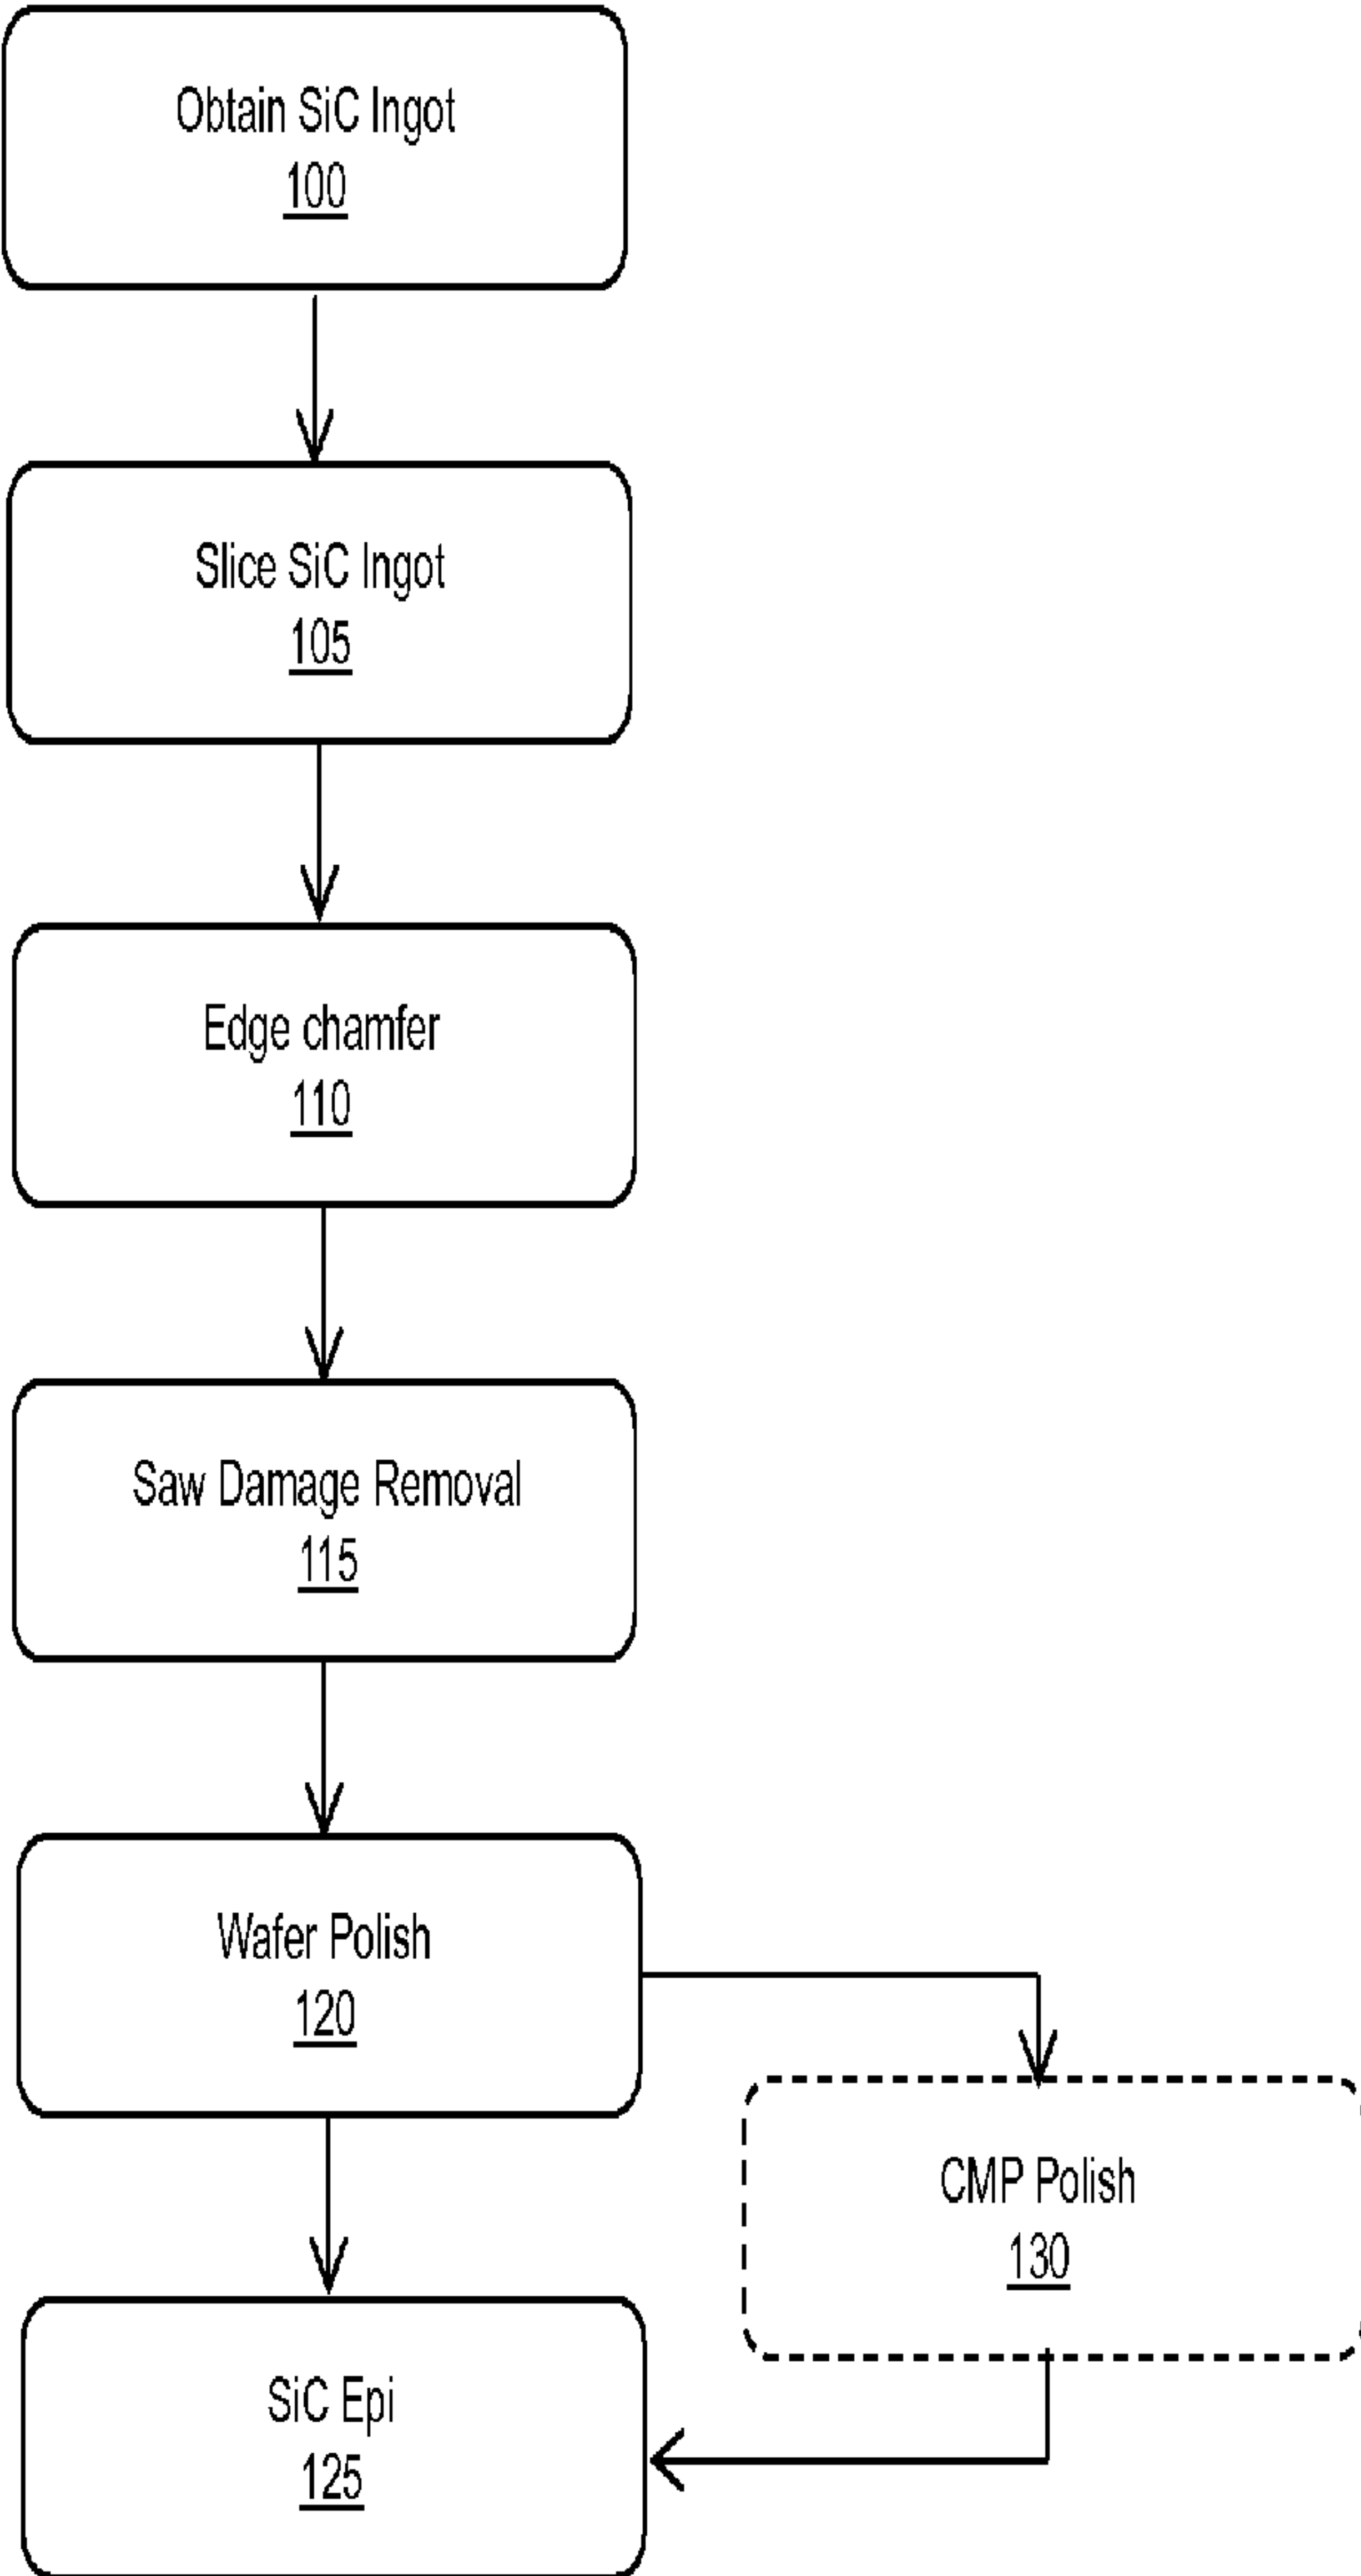 Obtain SiC Ingot
100
Slice SiC Ingot
105
Edge chamfer
110
Saw Damage Removal
115
Wafer Polish
120
CMP Polish
130
SiC Epi
125